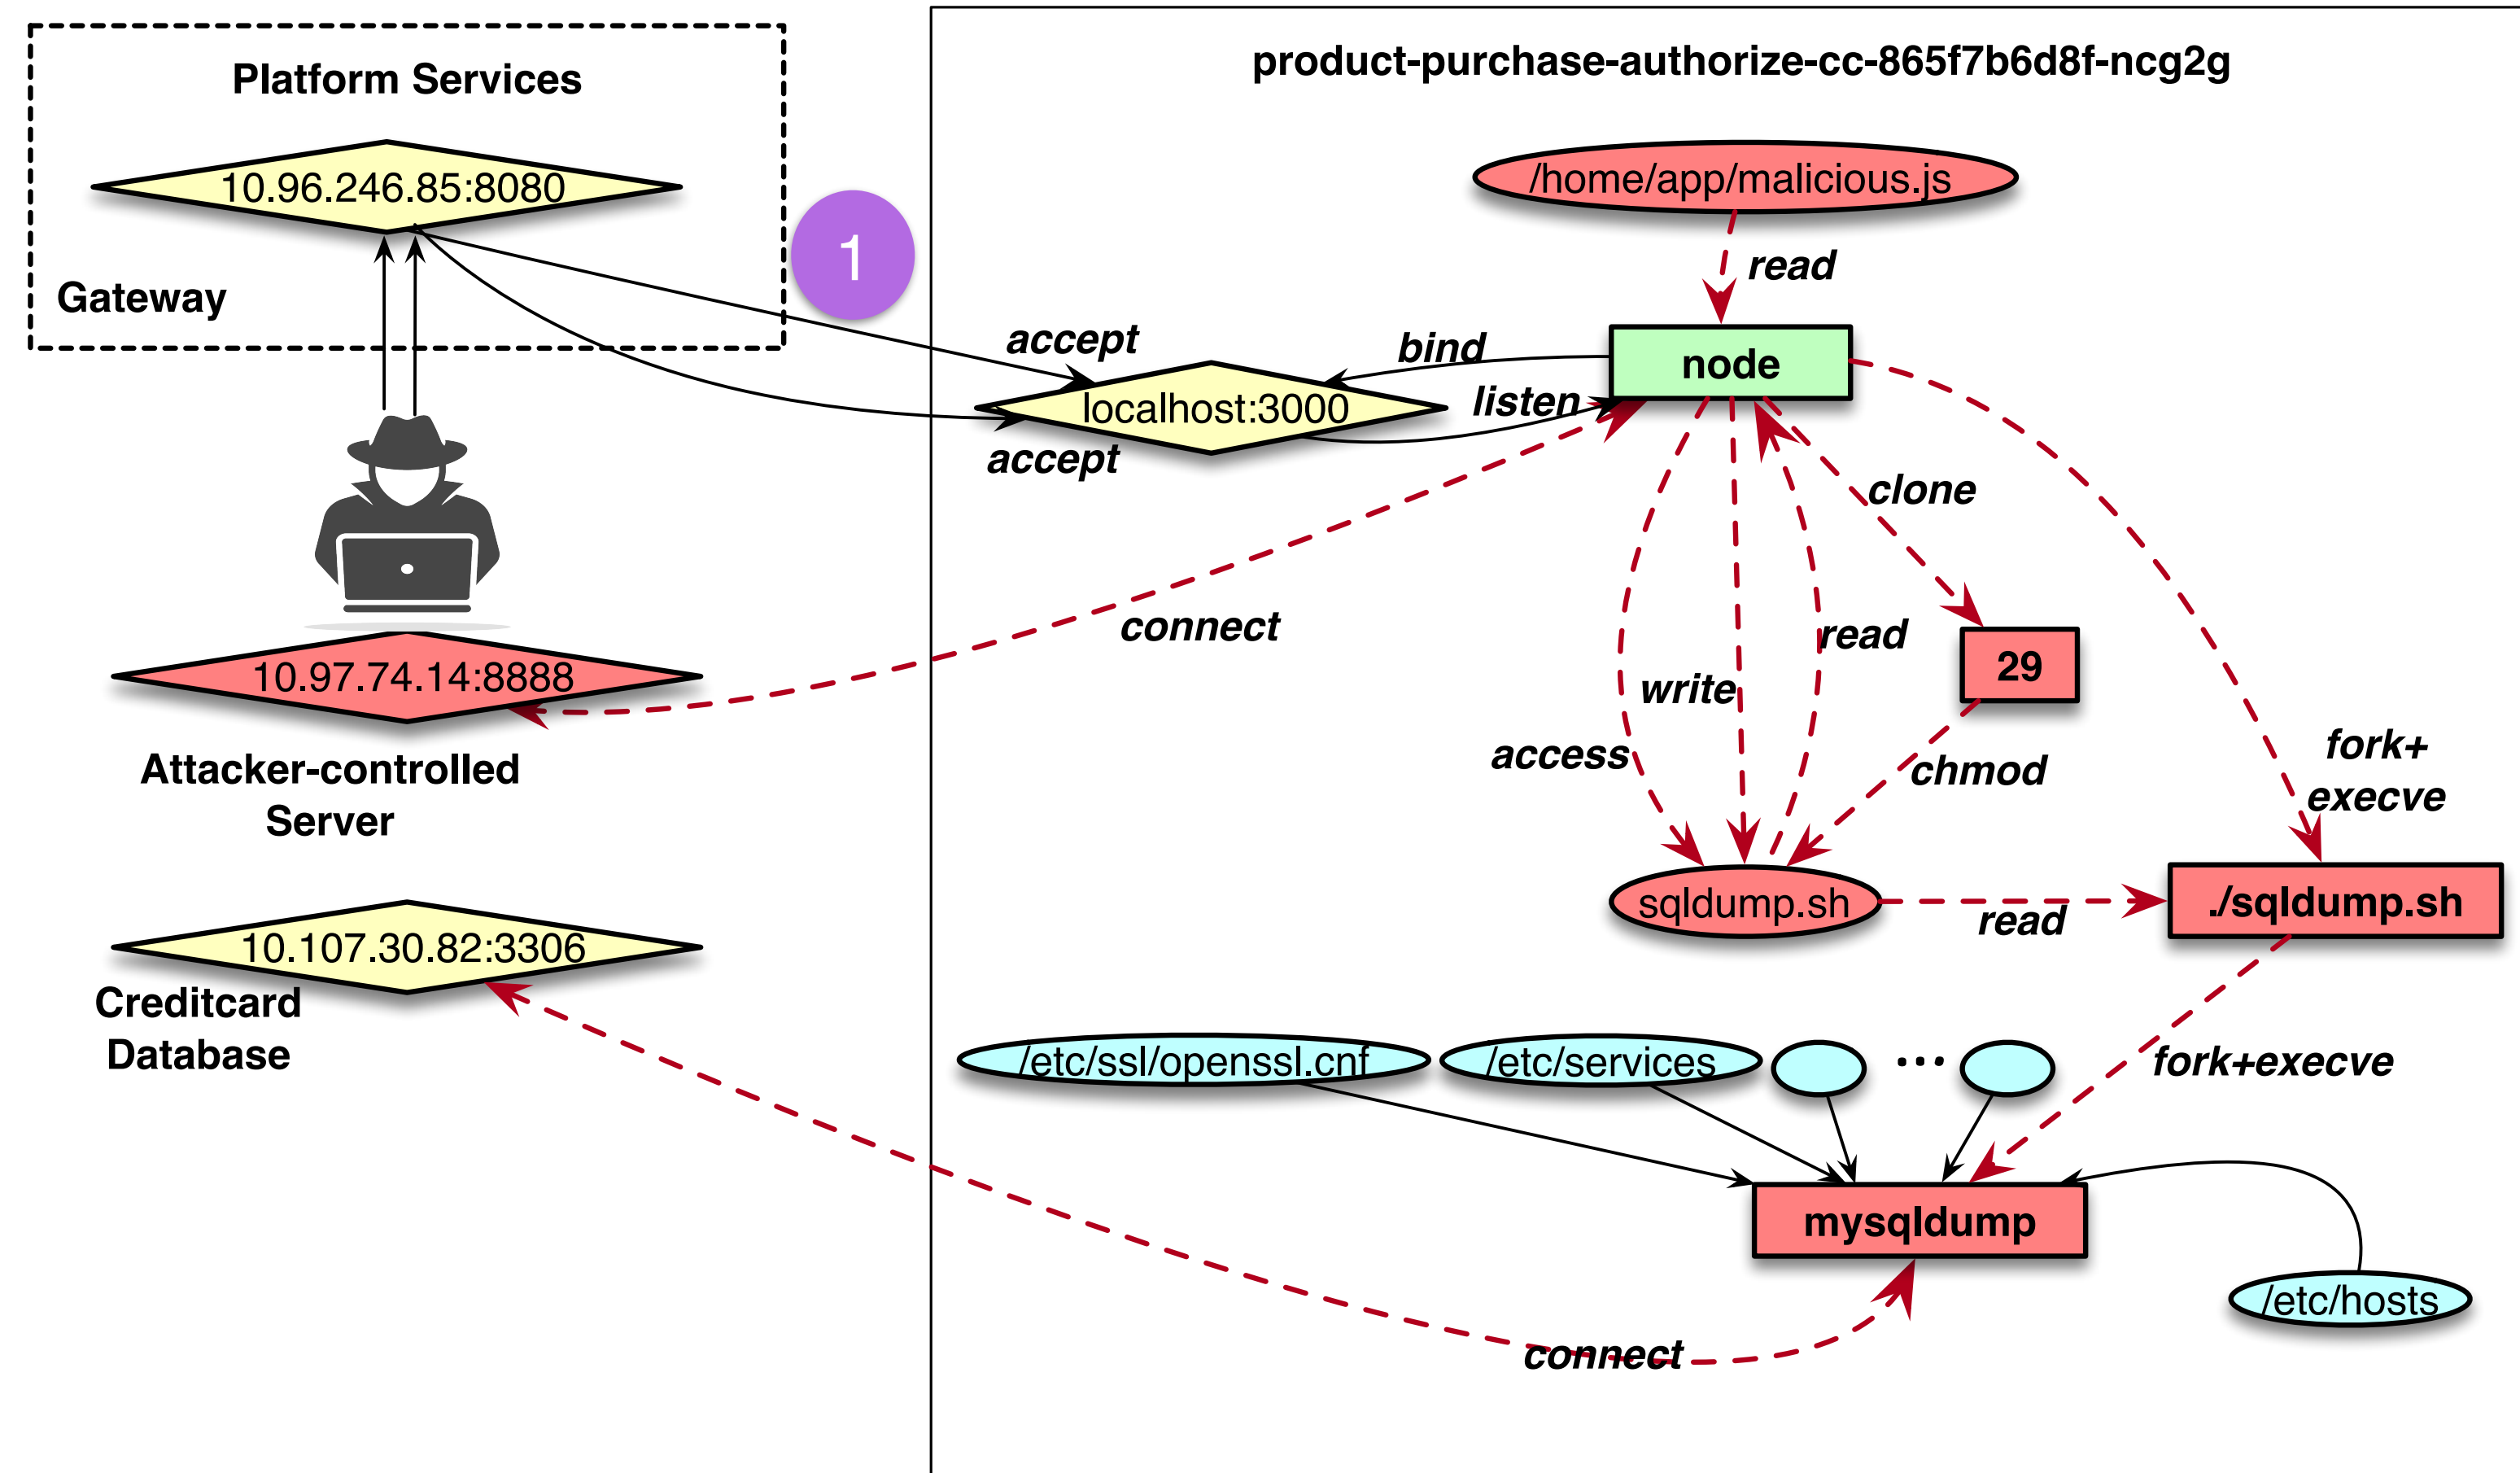 Platform Services
10.96.246.85:8080
Gateway
1
product-purchase-authorize-cc-865f7b6d8f-ncg2g
/home/app/malicious.js
read
accept
bind
node
localhost:3000
listen
accept
clone
connect
read
29
10.97.74.14:8888
write
access
chmod
fork+
execve
Attacker-controlled
Server
sqldump.sh
read
./sqldump.sh
10.107.30.82:3306
Creditcard
Database
/etc/ssl/openssl.cnf
/etc/services
...
fork+execve
mysqldump
/etc/hosts
connect